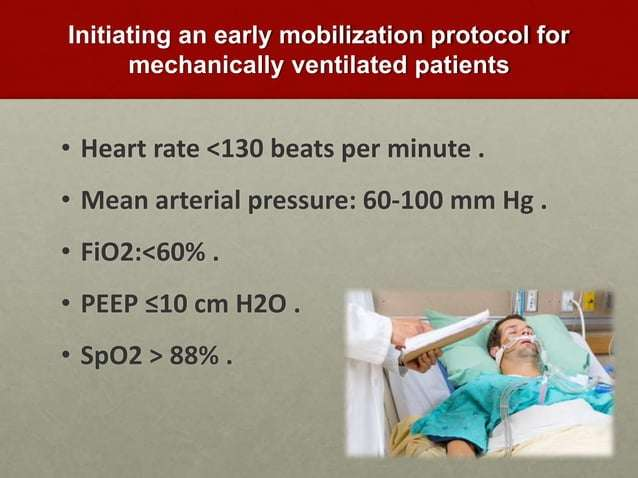 Initiating an early mobilization protocol for
mechanically ventilated patients
• Heart rate <130 beats per minute .
• Mean arterial pressure: 60-100 mm Hg .
• FiO2:<60% .
• PEEP ≤10 cm H2O .
• SpO2 > 88% .